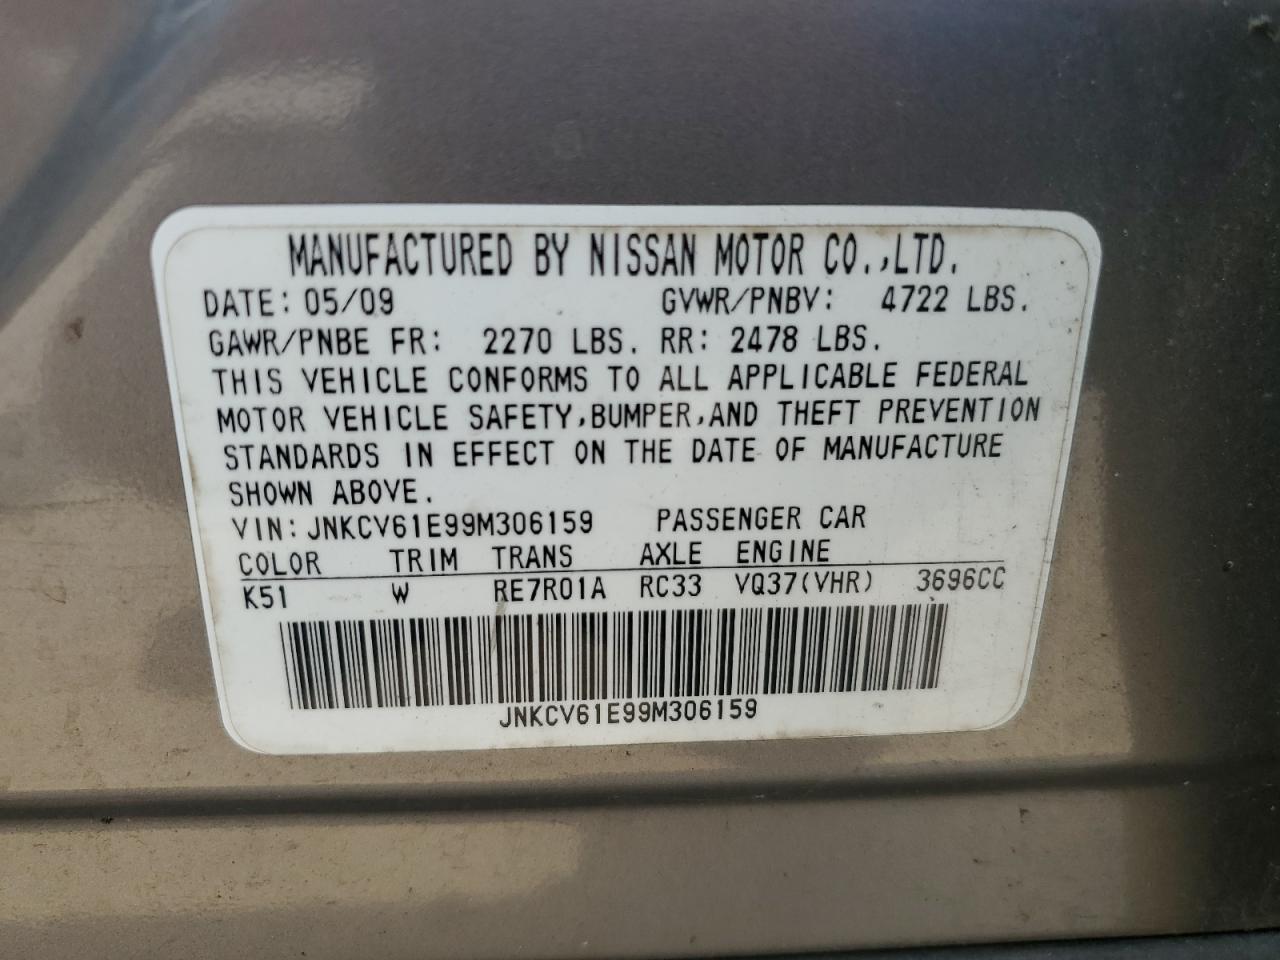 MANUFACTURED BY NISSAN MOTOR CO.,LTD.
DATE: 05/09 GVWR/PNBV: 4722 LBS.
GAWR/PNBE FR: 2270 LBS. RR: 2478 LBS.
THIS VEHICLE CONFORMS TO ALL APPLICABLE FEDERAL
MOTOR VEHICLE SAFETY,BUMPER,AND THEFT PREVENTION
STANDARDS IN EFFECT ON THE DATE OF MANUFACTURE
SHOWN ABOVE.
VIN: JNKCV61E99M306159 PASSENGER CAR
COLOR TRIM TRANS AXLE ENGINE
K51 W RE7R01A RC33 VQ37(VHR) 3696CC
JNKCV61E99M306159